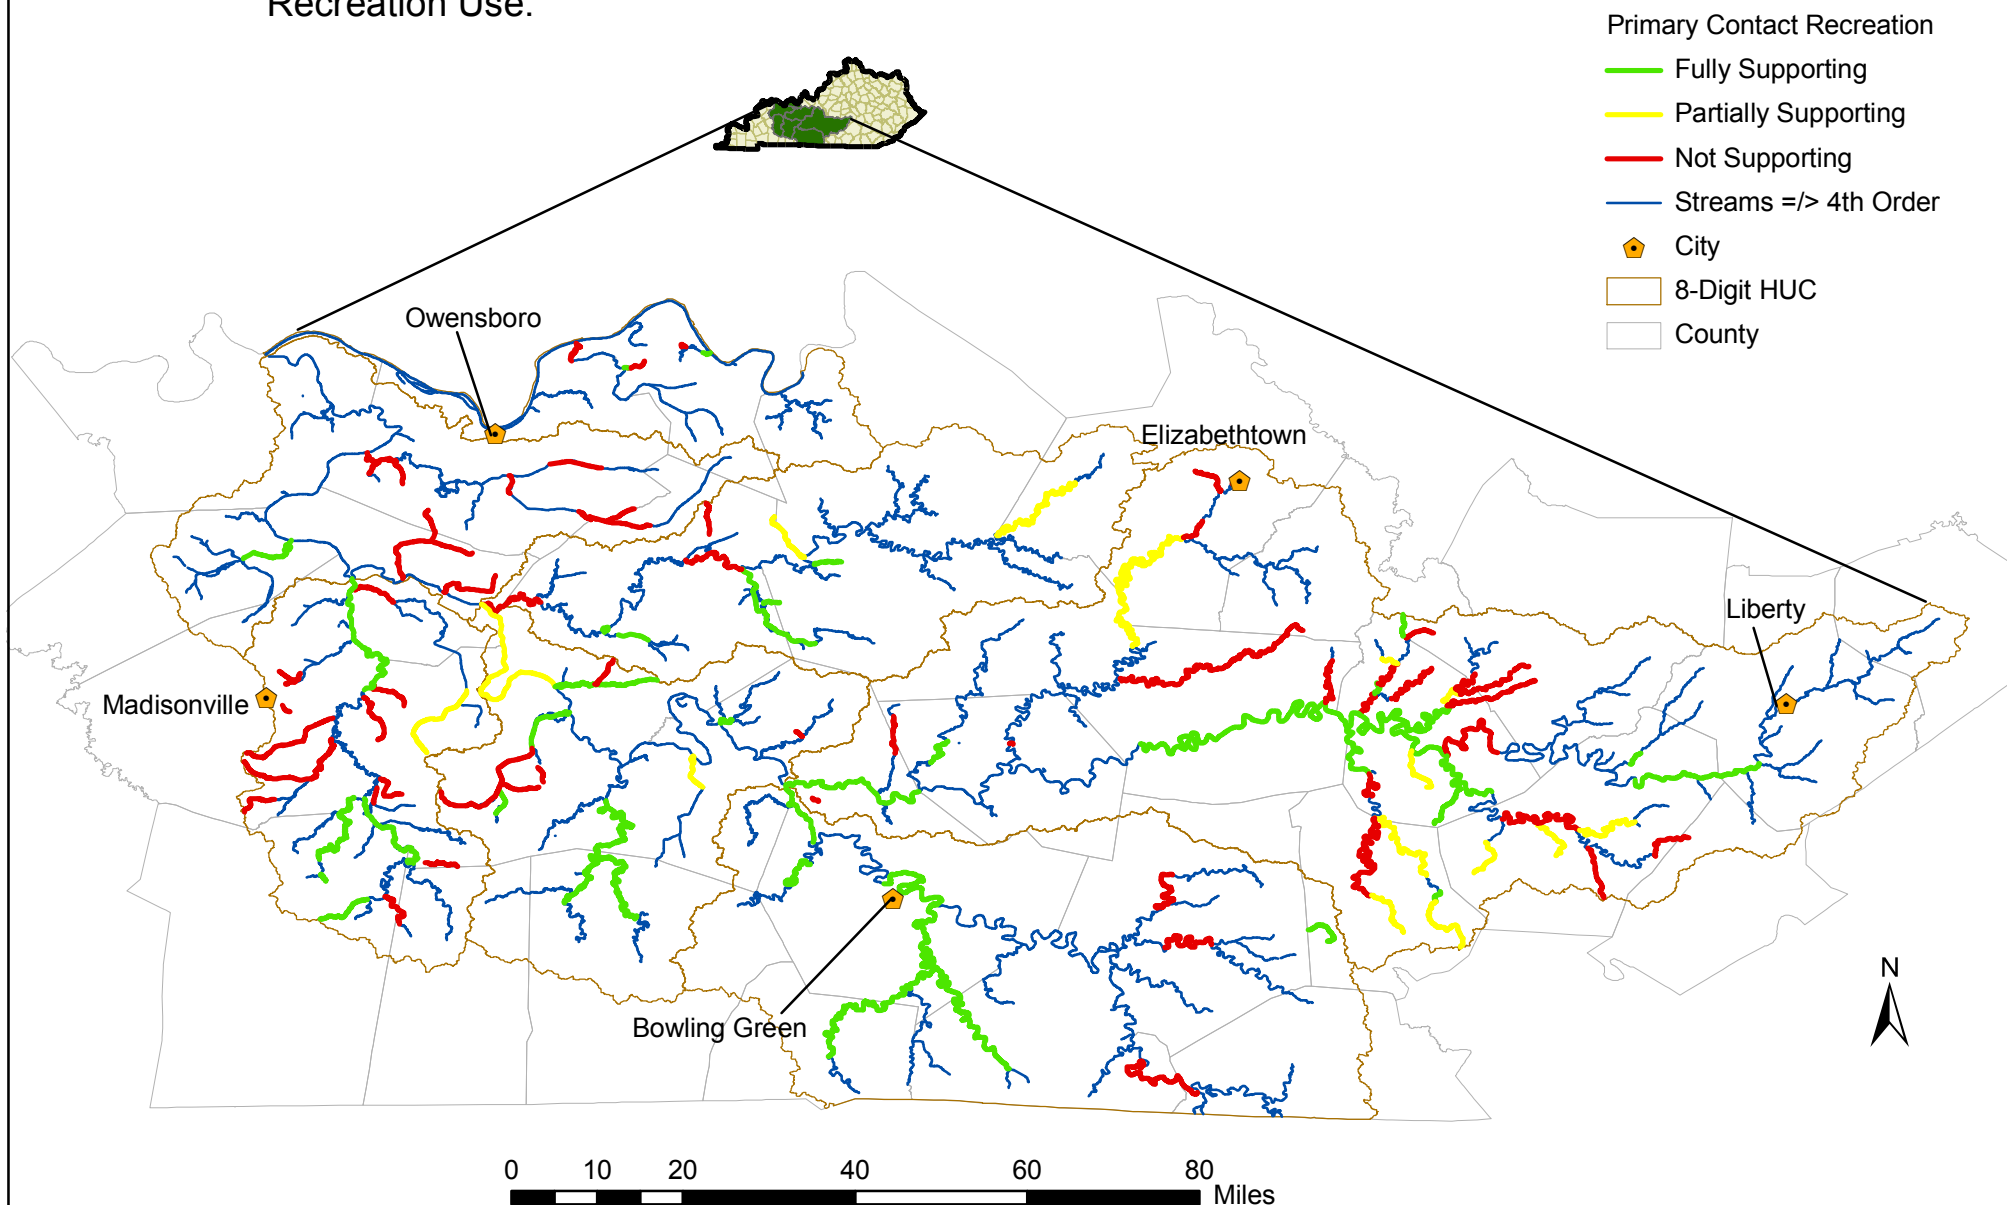 Recreation Use.
Primary Contact Recreation
Fully Supporting
Partially Supporting
Not Supporting
Streams =/> 4th Order
City
8-Digit HUC
County
Owensboro
Elizabethtown
Liberty
Madisonville
Bowling Green
N
0 10 20 40 60 80
Miles